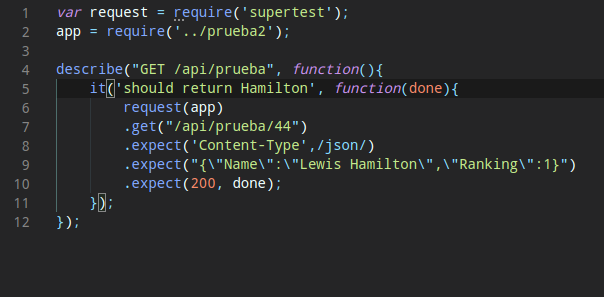 1 var request = require('supertest');
2 app = require('../prueba2');
3
4 describe("GET /api/prueba", function(){
5     it('should return Hamilton', function(done){
6         request(app)
7         .get("/api/prueba/44")
8         .expect('Content-Type',/json/)
9         .expect("{\"Name\":\"Lewis Hamilton\",\"Ranking\":1}")
10         .expect(200, done);
11     });
12 });